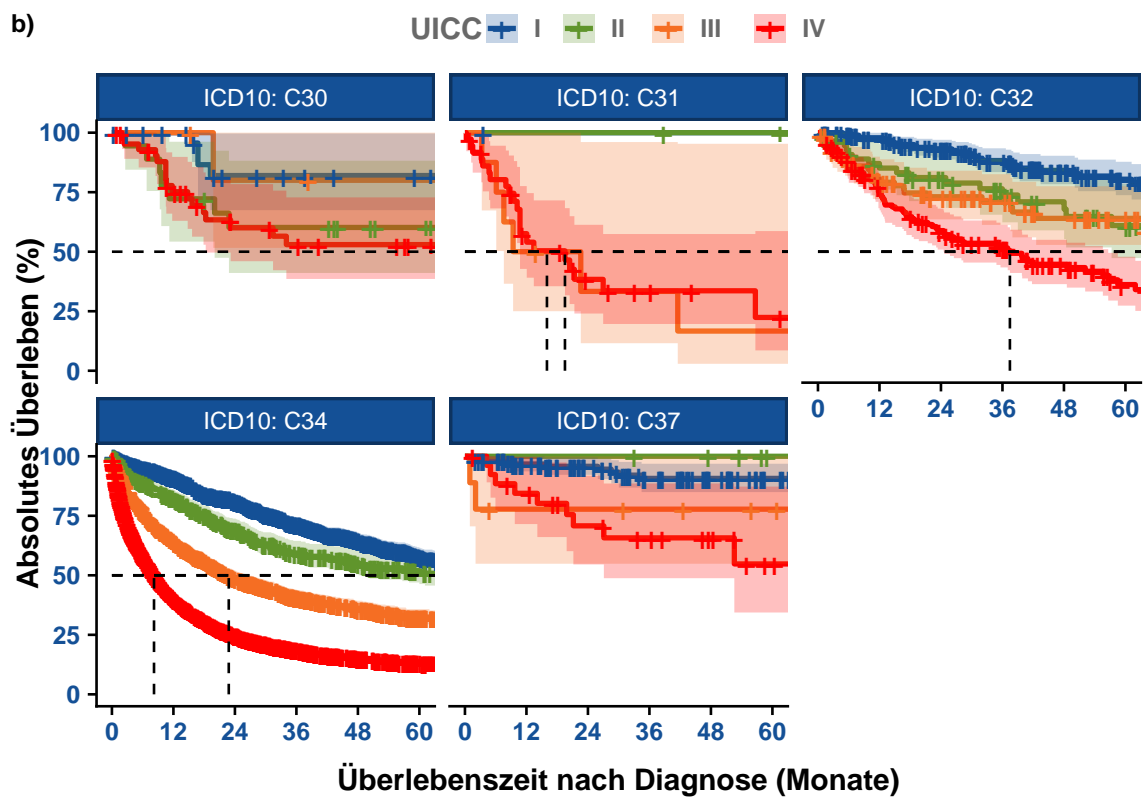 b)
UICC I II III IV
ICD10: C30
ICD10: C31
ICD10: C32
100
75
50
25
0
0 12 24 36 48 60
ICD10: C34
ICD10: C37
100
75
50
25
0
0 12 24 36 48 60
0 12 24 36 48 60
Absolutes Überleben (%)
Überlebenszeit nach Diagnose (Monate)